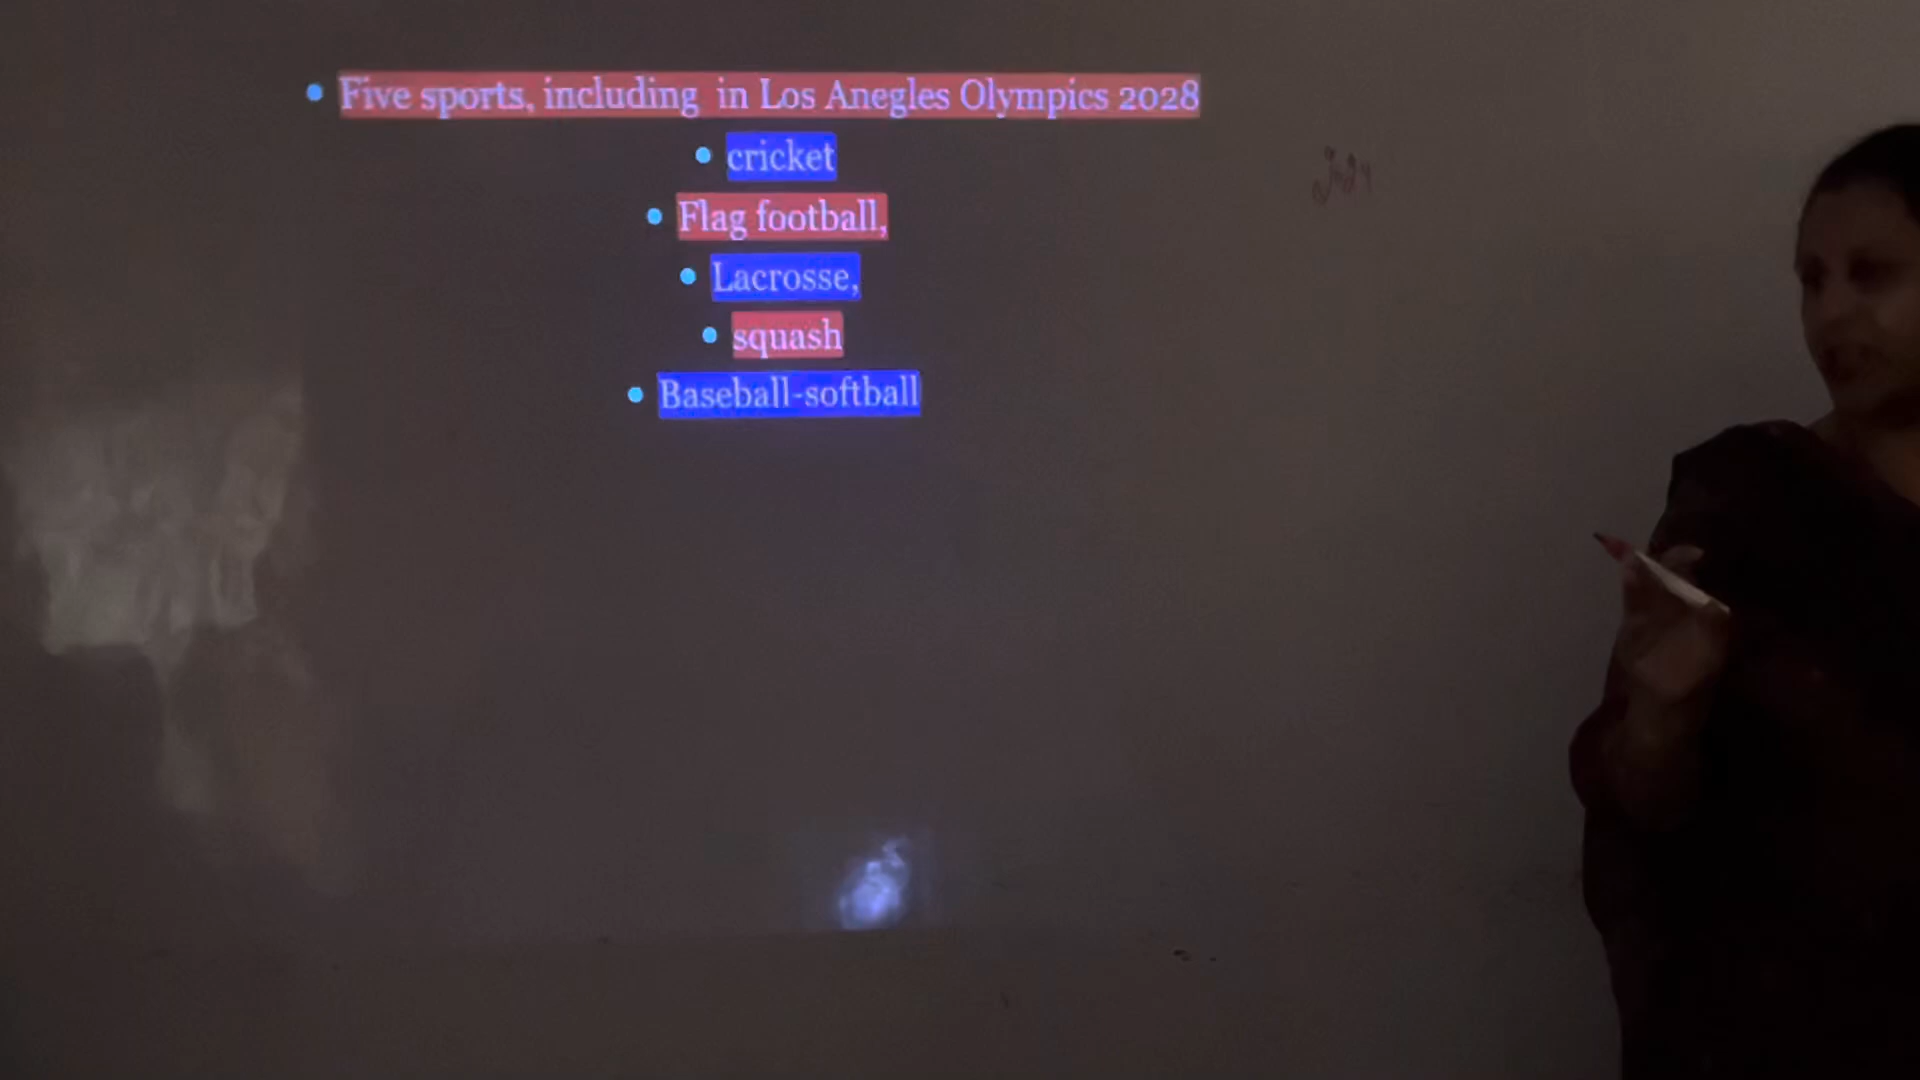 • Five sports, including in Los Anegles Olympics 2028
• cricket
• Flag football,
• Lacrosse,
• squash
• Baseball-softball